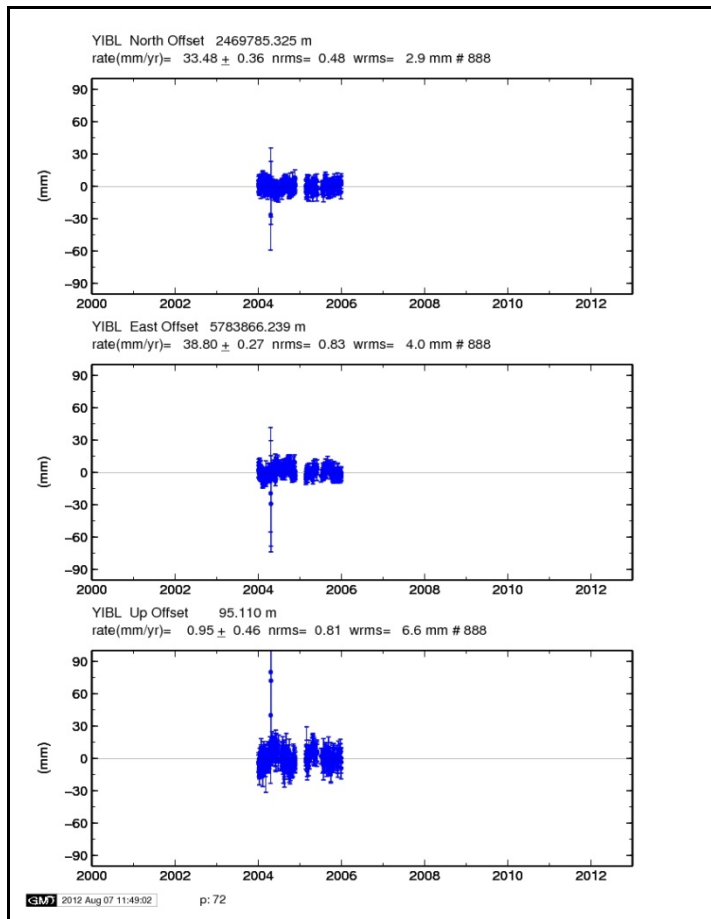 YIBL North Offset 2469785.325 m
rate(mm/yr)= 33.48 ± 0.36 nrms= 0.48 wrms= 2.9 mm # 888
90
60
30
0
−30
−60
−90
(mm)
2000 2002 2004 2006 2008 2010 2012
YIBL East Offset 5783866.239 m
rate(mm/yr)= 38.80 ± 0.27 nrms= 0.83 wrms= 4.0 mm # 888
90
60
30
0
−30
−60
−90
(mm)
2000 2002 2004 2006 2008 2010 2012
YIBL Up Offset 95.110 m
rate(mm/yr)= 0.95 ± 0.46 nrms= 0.81 wrms= 6.6 mm # 888
90
60
30
0
−30
−60
−90
(mm)
2000 2002 2004 2006 2008 2010 2012
GMT 2012 Aug 07 11:49:02 p: 72